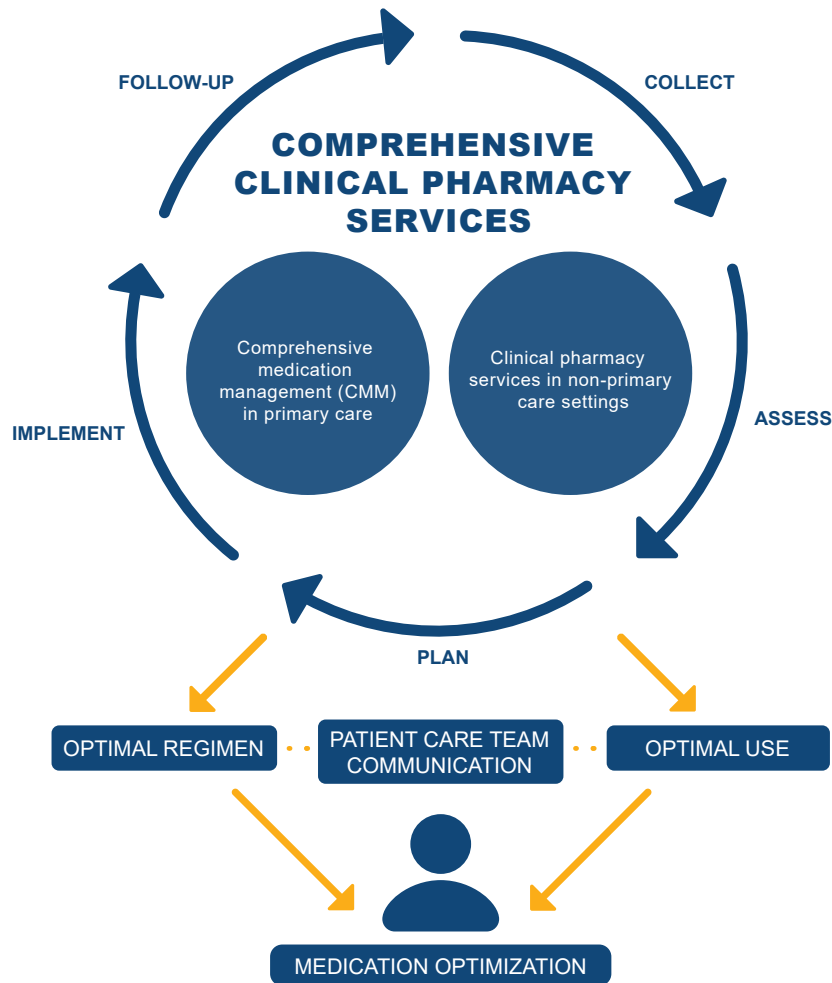 FOLLOW-UP
COLLECT
COMPREHENSIVE
CLINICAL PHARMACY
SERVICES
Comprehensive
medication
management (CMM)
in primary care
Clinical pharmacy
services in non-primary
care settings
IMPLEMENT
ASSESS
PLAN
OPTIMAL REGIMEN
PATIENT CARE TEAM
COMMUNICATION
OPTIMAL USE
MEDICATION OPTIMIZATION